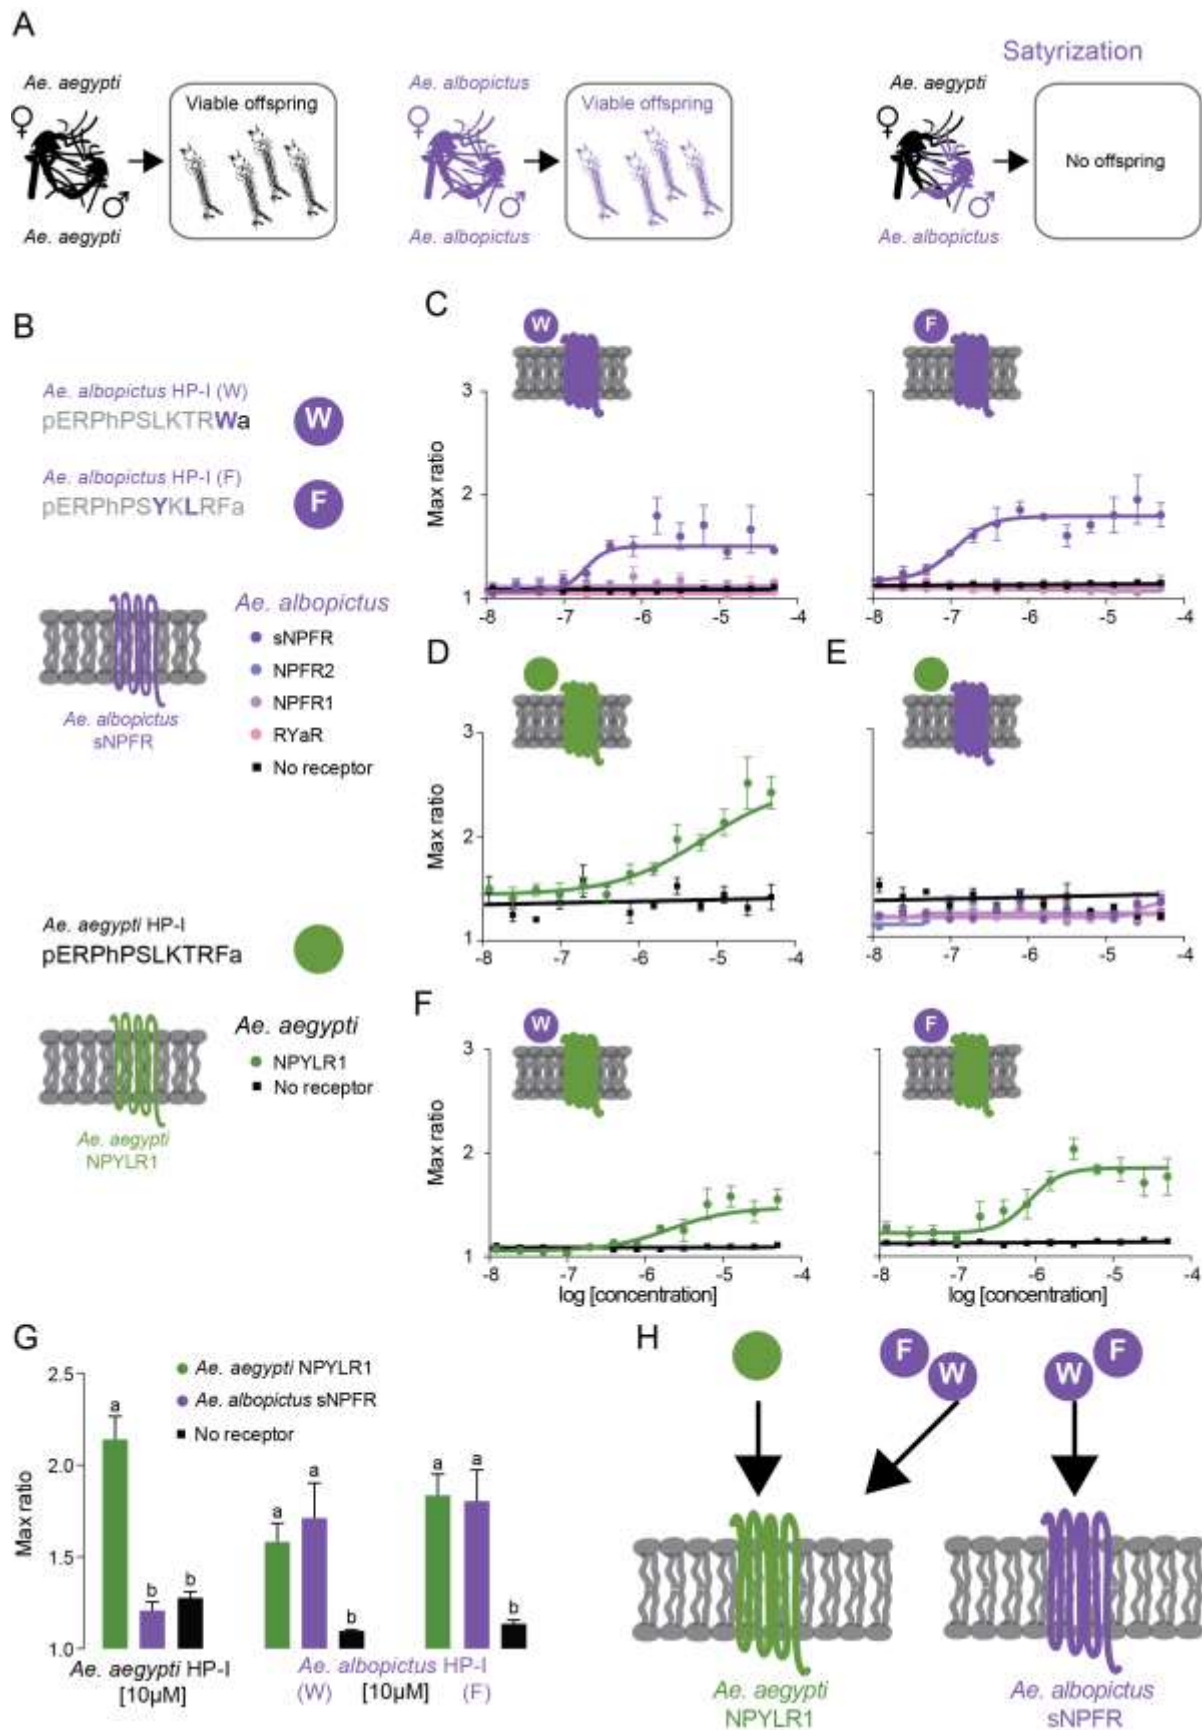 A
Satyrization
Ae. aegypti
Viable offspring
Ae. aegypti
Ae. albopictus
Viable offspring
Ae. albopictus
Ae. aegypti
No offspring
Ae. albopictus
B
Ae. albopictus HP-I (W)
pERPhPSLKTRWa
W
Ae. albopictus HP-I (F)
pERPhPSYKLRFa
F
Ae. albopictus
sNPFR
Ae. albopictus
sNPFR
NPFR2
NPFR1
RYaR
No receptor
Ae. aegypti HP-I
pERPhPSLKTRFa
Ae. aegypti
NPYLR1
Ae. aegypti
NPYLR1
No receptor
C
W
F
Max ratio
3
2
1
-8 -7 -6 -5 -4
-8 -7 -6 -5 -4
D
Max ratio
3
2
1
-8 -7 -6 -5 -4
E
-8 -7 -6 -5 -4
F
W
F
Max ratio
3
2
1
-8 -7 -6 -5 -4
log [concentration]
-8 -7 -6 -5 -4
log [concentration]
G
Ae. aegypti NPYLR1
Ae. albopictus sNPFR
No receptor
Max ratio
2.5
2.0
1.5
1.0
a b b
a a b
a a b
Ae. aegypti HP-I
[10µM]
Ae. albopictus HP-I
(W) [10µM] (F)
H
F
W
W
F
Ae. aegypti
NPYLR1
Ae. albopictus
sNPFR